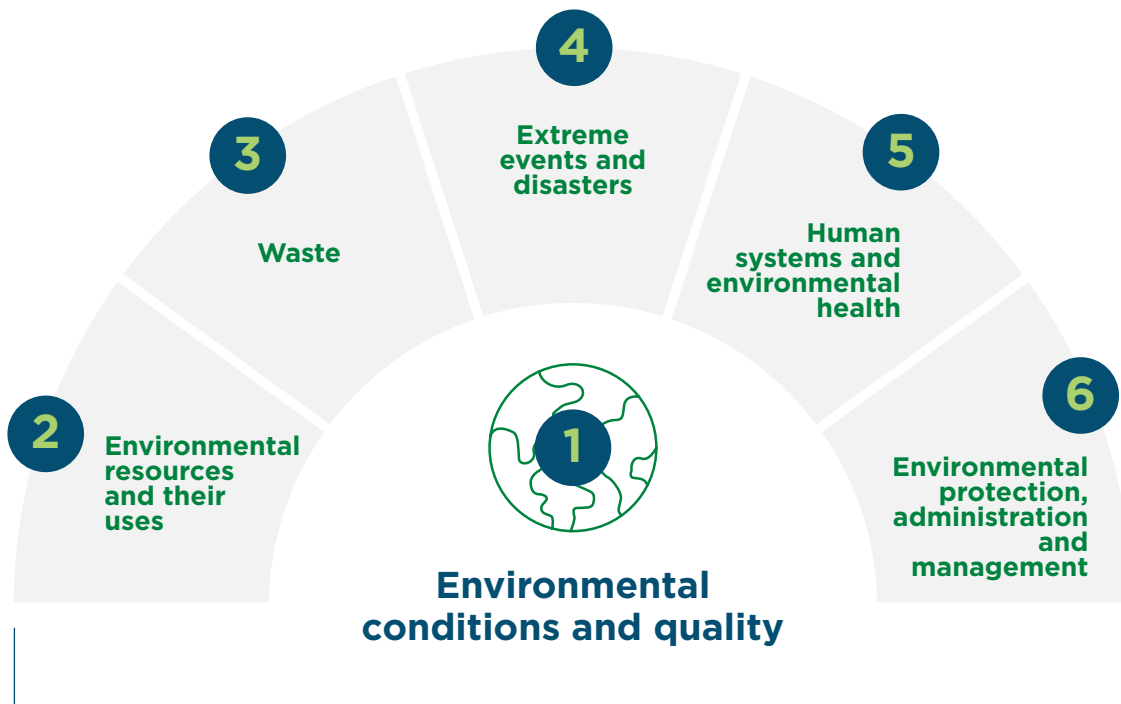 1
Environmental
conditions and quality
2
Environmental
resources
and their
uses
3
Waste
4
Extreme
events and
disasters
5
Human
systems and
environmental
health
6
Environmental
protection,
administration
and
management